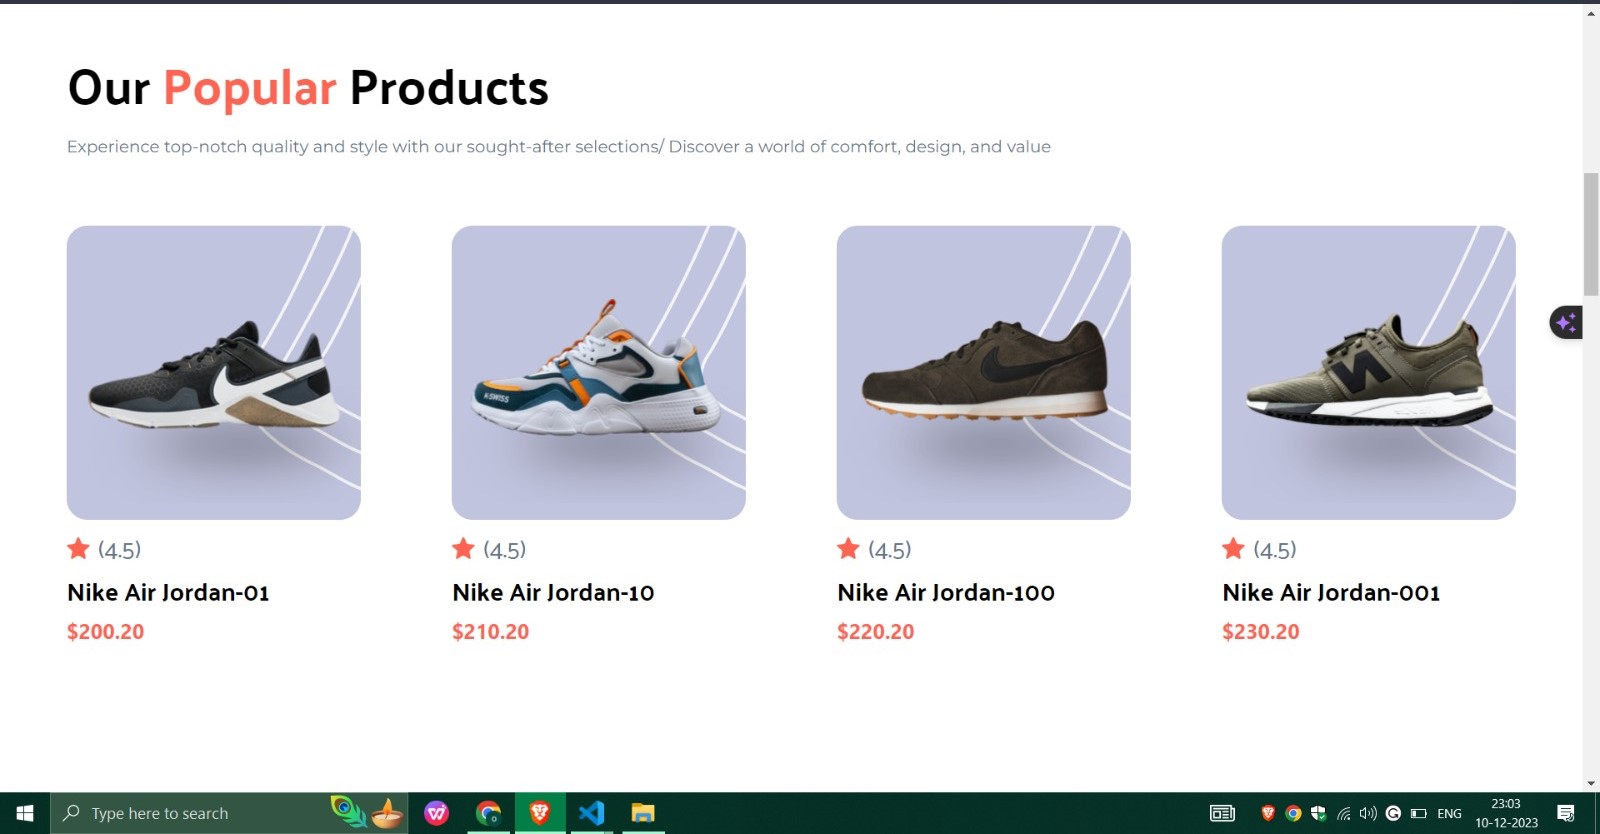 Our Popular Products
Experience top-notch quality and style with our sought-after selections/ Discover a world of comfort, design, and value
K·SWISS
(4.5)
(4.5)
(4.5)
(4.5)
Nike Air Jordan-01
Nike Air Jordan-10
Nike Air Jordan-100
Nike Air Jordan-001
$200.20
$210.20
$220.20
$230.20
Type here to search
ENG
23:03
10-12-2023